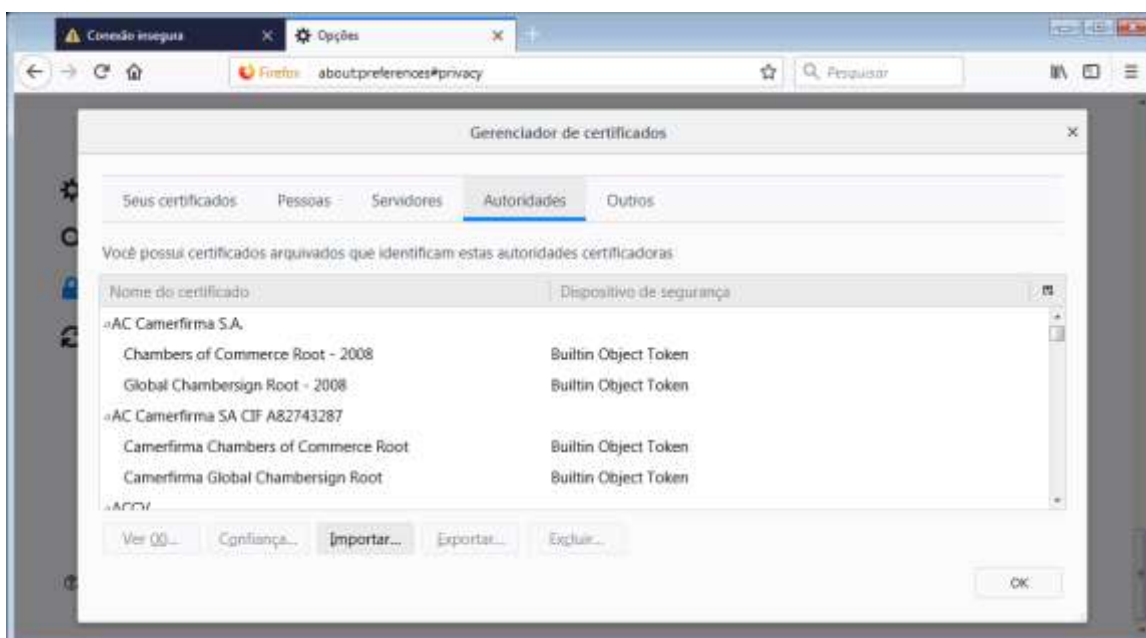 Conexão insegura
Opções
Firefox about:preferences#privacy
Pesquisar
Gerenciador de certificados
Seus certificados Pessoas Servidores Autoridades Outros
Você possui certificados arquivados que identificam estas autoridades certificadoras
Nome do certificado Dispositivo de segurança
AC Camerfirma S.A.
Chambers of Commerce Root - 2008 Builtin Object Token
Global Chambersign Root - 2008 Builtin Object Token
AC Camerfirma SA CIF A82743287
Camerfirma Chambers of Commerce Root Builtin Object Token
Camerfirma Global Chambersign Root Builtin Object Token
Ver Confiança... Importar... Exportar... Excluir...
OK